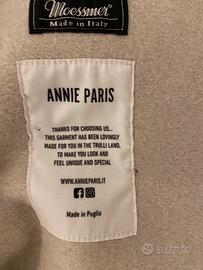 Moessmer
Made in Italy
ANNIE PARIS
THANKS FOR CHOOSING US...
THIS GARMENT HAS BEEN LOVINGLY
MADE FOR YOU IN THE TRULLI LAND,
TO MAKE YOU LOOK AND
FEEL UNIQUE AND SPECIAL
WWW.ANNIEPARIS.IT
Made in Puglia
subito